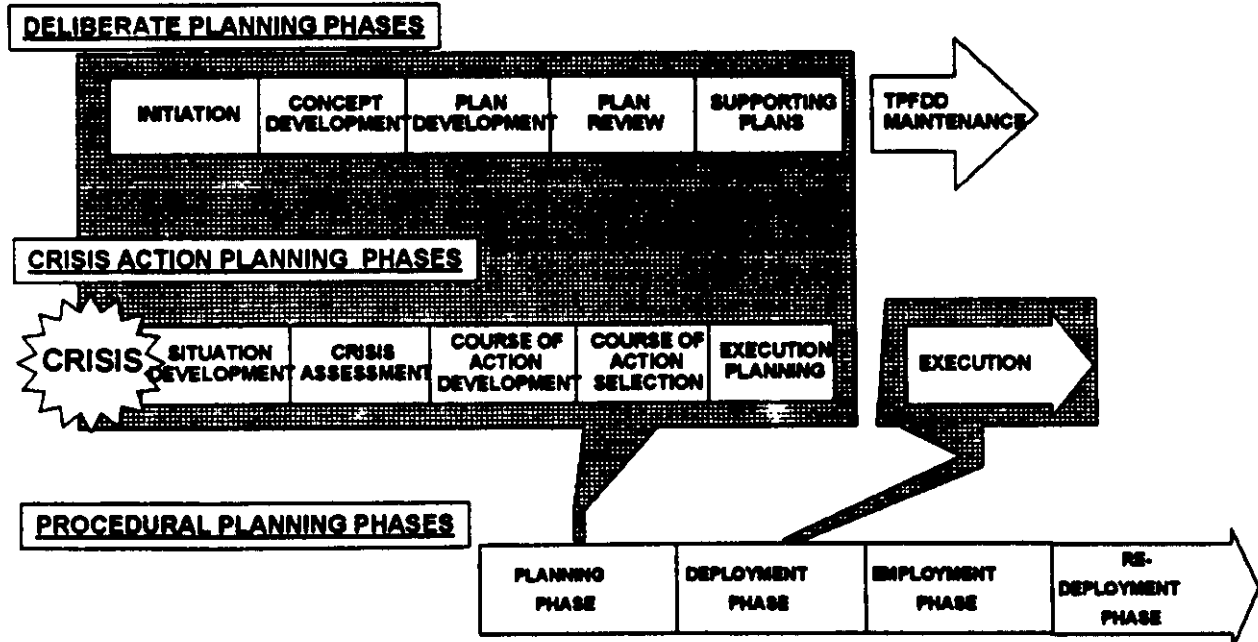 DELIBERATE PLANNING PHASES
INITIATION
CONCEPT
DEVELOPMENT
PLAN
DEVELOPMENT
PLAN
REVIEW
SUPPORTING
PLANS
TPFDD
MAINTENANCE
CRISIS ACTION PLANNING PHASES
CRISIS
SITUATION
DEVELOPMENT
CRISIS
ASSESSMENT
COURSE OF
ACTION
DEVELOPMENT
COURSE OF
ACTION
SELECTION
EXECUTION
PLANNING
EXECUTION
PROCEDURAL PLANNING PHASES
PLANNING
PHASE
DEPLOYMENT
PHASE
EMPLOYMENT
PHASE
RE-
DEPLOYMENT
PHASE